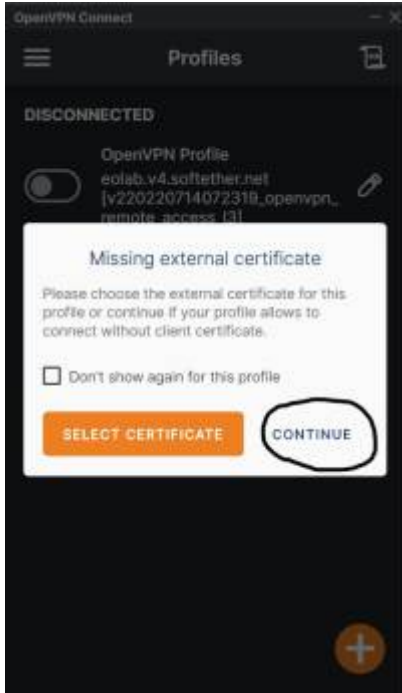 OpenVPN Connect
Profiles
DISCONNECTED
OpenVPN Profile
eolab.v4.softether.net
[v220220714072319_openvpn_
remote_access_l3]
Missing external certificate
Please choose the external certificate for this
profile or continue if your profile allows to
connect without client certificate.
Don't show again for this profile
SELECT CERTIFICATE
CONTINUE